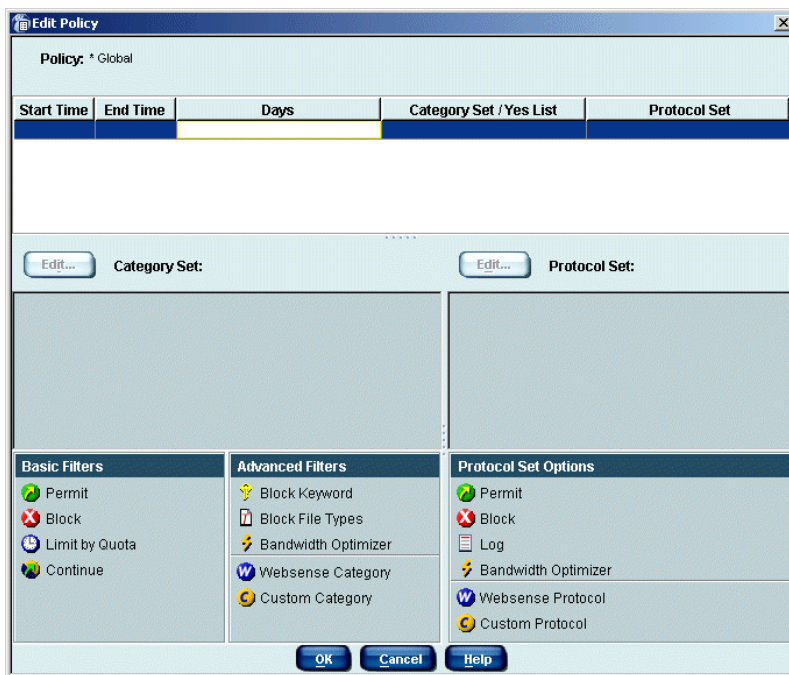 Edit Policy
Policy: * Global
Start Time End Time Days Category Set / Yes List Protocol Set
Edit... Category Set: Edit... Protocol Set:
Basic Filters
Permit
Block
Limit by Quota
Continue
Advanced Filters
Block Keyword
Block File Types
Bandwidth Optimizer
Websense Category
Custom Category
Protocol Set Options
Permit
Block
Log
Bandwidth Optimizer
Websense Protocol
Custom Protocol
OK Cancel Help